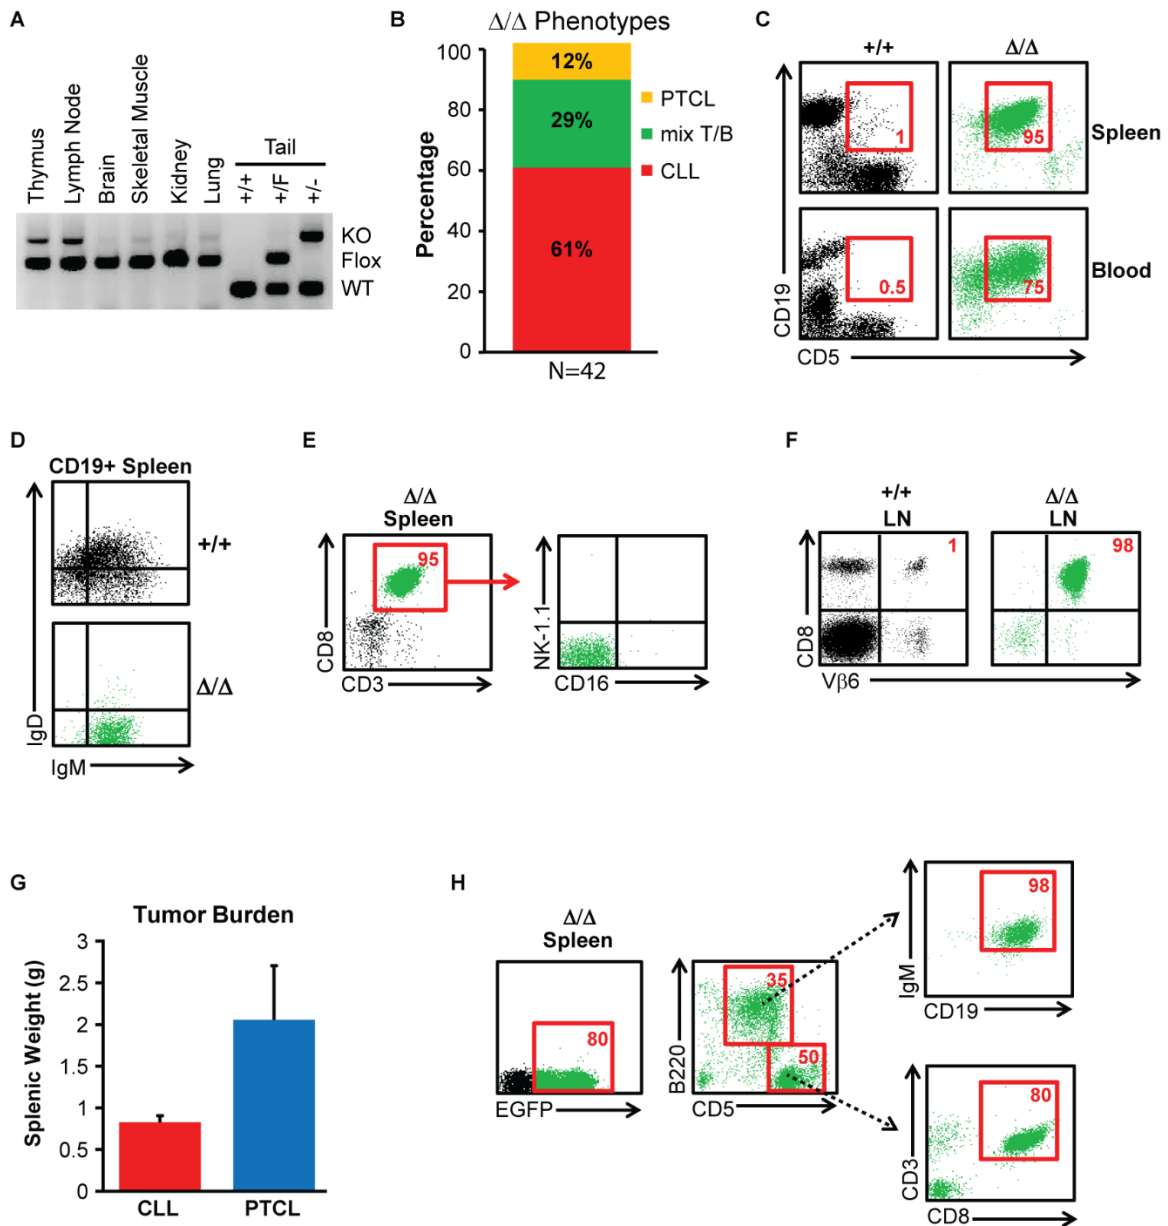 A
Thymus
Lymph Node
Brain
Skeletal Muscle
Kidney
Lung
Tail
+/+
+/F
+/-
KO
Flox
WT
B
Δ/Δ Phenotypes
Percentage
100
80
60
40
20
0
12%
29%
61%
N=42
PTCL
mix T/B
CLL
C
+/+
Δ/Δ
1
95
Spleen
0.5
75
Blood
CD19
CD5
D
CD19+ Spleen
+/+
Δ/Δ
IgD
IgM
E
Δ/Δ
Spleen
95
CD8
CD3
NK-1.1
CD16
F
+/+
LN
Δ/Δ
LN
1
98
CD8
Vβ6
G
Tumor Burden
Splenic Weight (g)
3
2.5
2
1.5
1
0.5
0
CLL
PTCL
H
Δ/Δ
Spleen
80
EGFP
B220
35
50
CD5
98
IgM
CD19
80
CD3
CD8